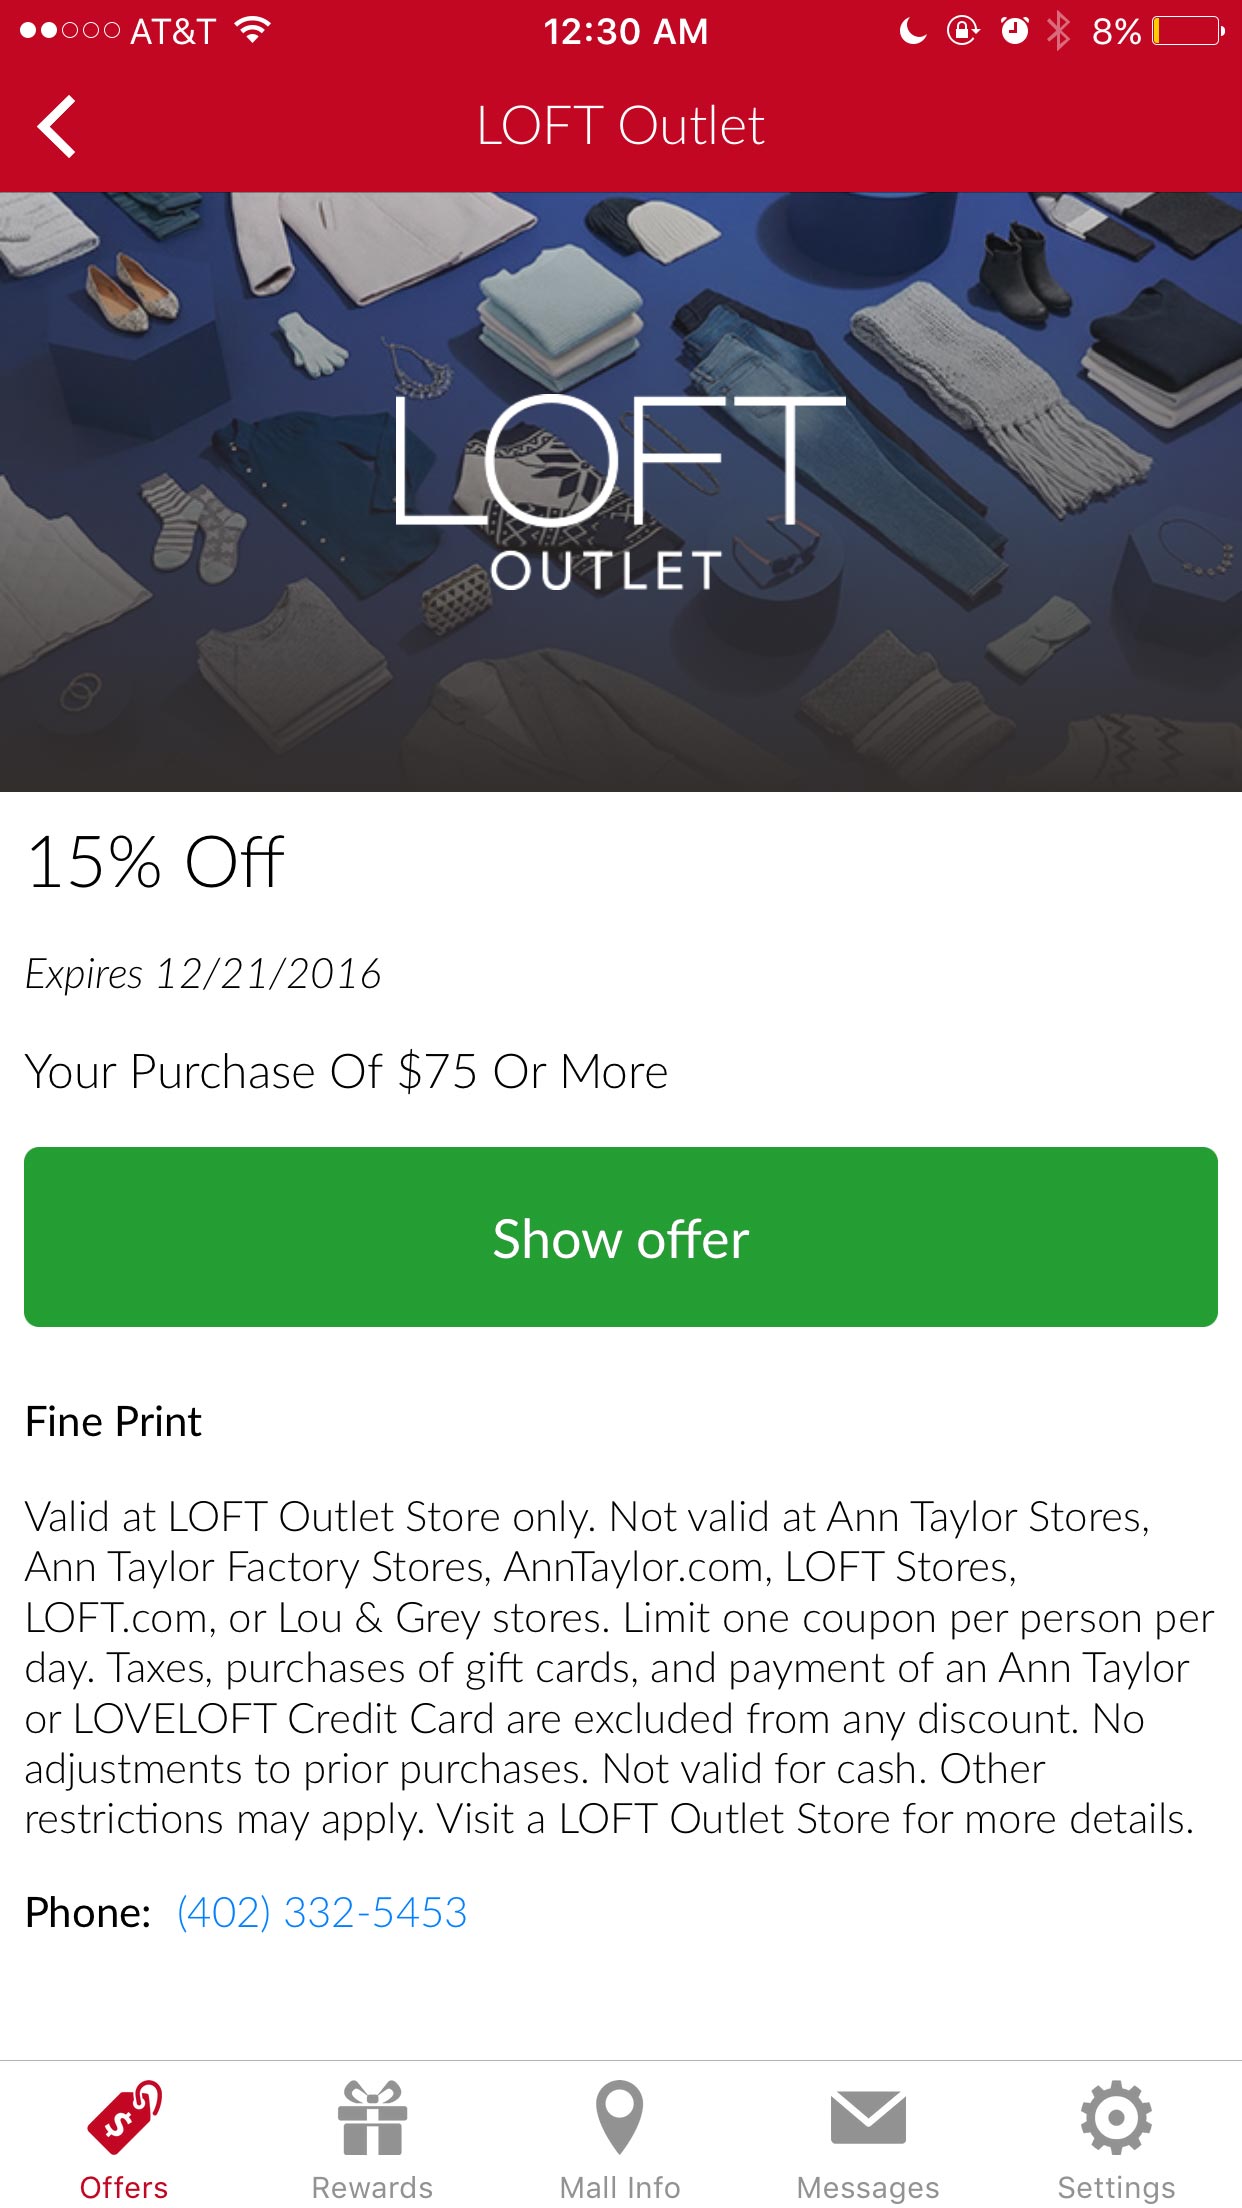 AT&T 12:30 AM 8%
LOFT Outlet
LOFT
OUTLET
15% Off
Expires 12/21/2016
Your Purchase Of $75 Or More
Show offer
Fine Print
Valid at LOFT Outlet Store only. Not valid at Ann Taylor Stores,
Ann Taylor Factory Stores, AnnTaylor.com, LOFT Stores,
LOFT.com, or Lou & Grey stores. Limit one coupon per person per
day. Taxes, purchases of gift cards, and payment of an Ann Taylor
or LOVELOFT Credit Card are excluded from any discount. No
adjustments to prior purchases. Not valid for cash. Other
restrictions may apply. Visit a LOFT Outlet Store for more details.
Phone: (402) 332-5453
Offers Rewards Mall Info Messages Settings